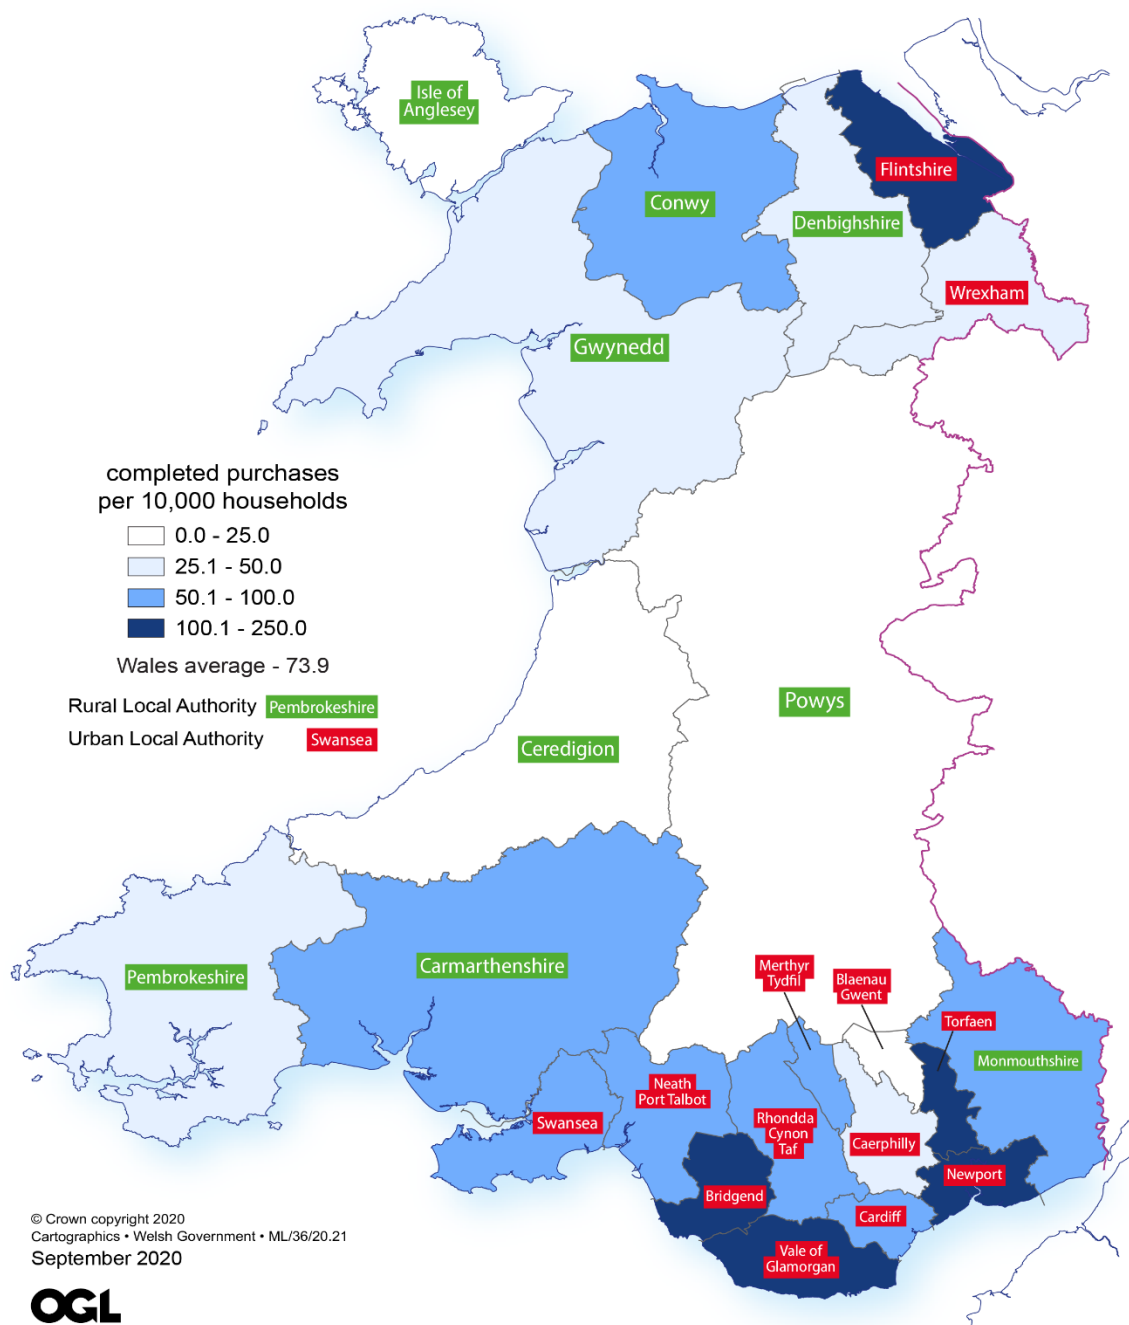 Isle of
Anglesey
Flintshire
Conwy
Denbighshire
Wrexham
Gwynedd
completed purchases
per 10,000 households
0.0 - 25.0
25.1 - 50.0
50.1 - 100.0
100.1 - 250.0
Wales average - 73.9
Rural Local Authority Pembrokeshire
Urban Local Authority Swansea
Powys
Ceredigion
Pembrokeshire
Carmarthenshire
Merthyr
Tydfil
Blaenau
Gwent
Torfaen
Monmouthshire
Neath
Port Talbot
Swansea
Rhondda
Cynon
Taf
Caerphilly
Newport
Bridgend
Cardiff
Vale of
Glamorgan
© Crown copyright 2020
Cartographics • Welsh Government • ML/36/20.21
September 2020
OGL